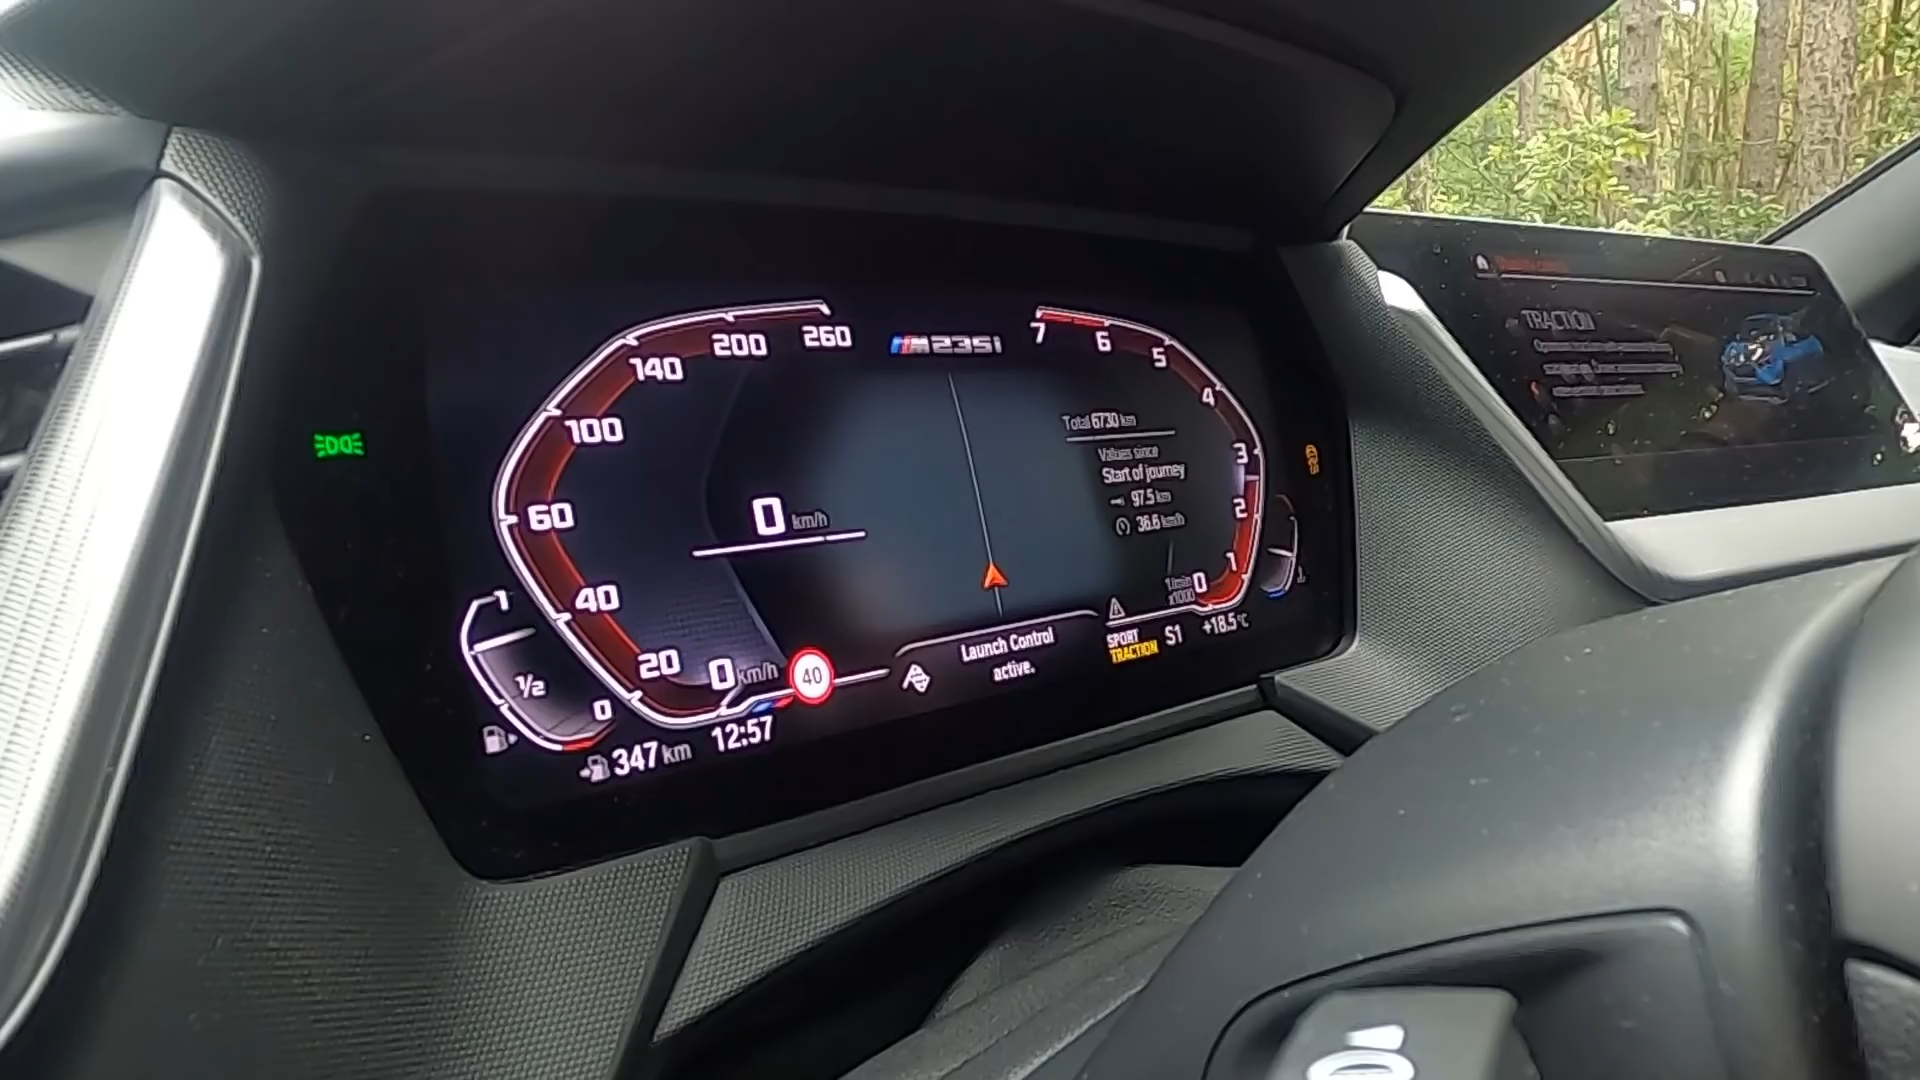 260
200
140
100
60
40
20
0 km/h
M235i
7
6
5
4
3
2
1
0
1/min
x1000
Total 6730 km
Values since
Start of journey
97.5 km
36.6 km/h
0 km/h
40
Launch Control
active.
SPORT
TRACTION
S1
+18.5°C
1
1/2
0
347 km
12:57
TRACTION